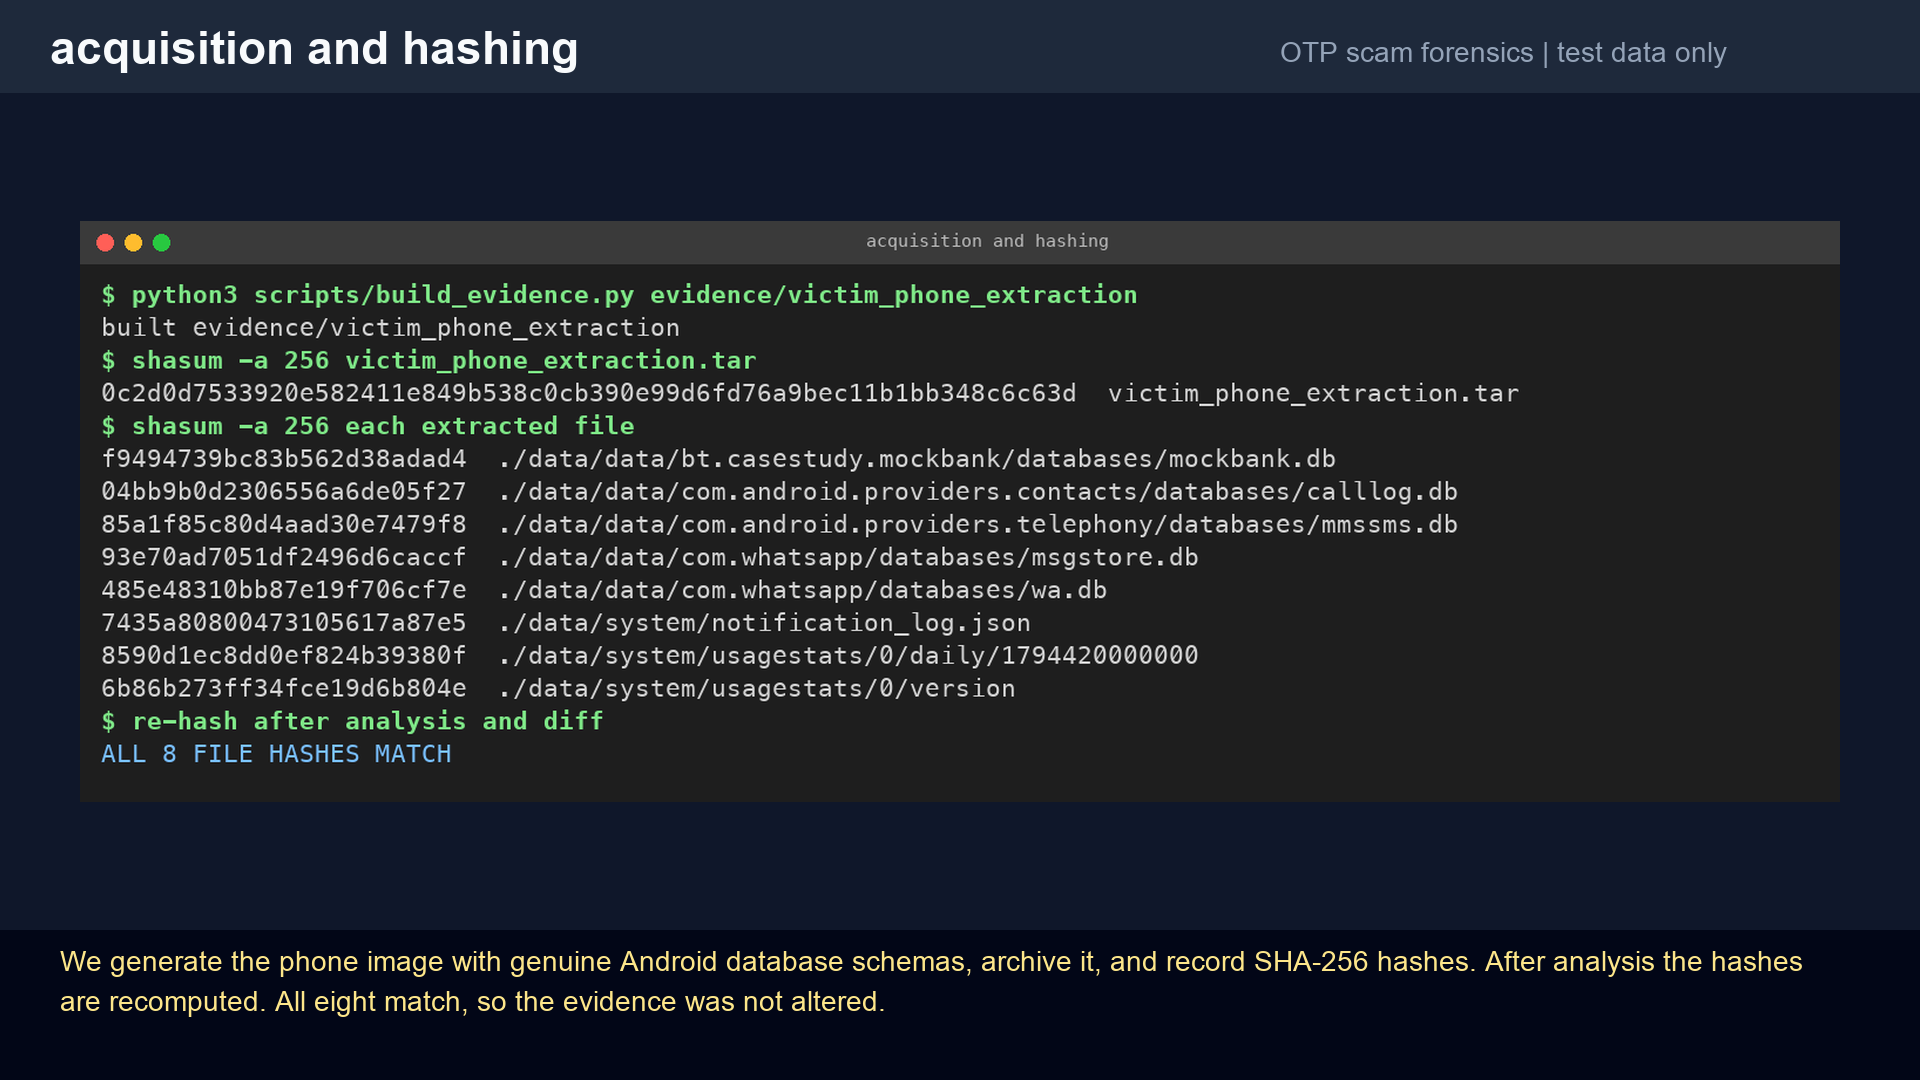 acquisition and hashing
OTP scam forensics | test data only
acquisition and hashing
$ python3 scripts/build_evidence.py evidence/victim_phone_extraction
built evidence/victim_phone_extraction
$ shasum -a 256 victim_phone_extraction.tar
0c2d0d7533920e582411e849b538c0cb390e99d6fd76a9bec11b1bb348c6c63d  victim_phone_extraction.tar
$ shasum -a 256 each extracted file
f9494739bc83b562d38adad4  ./data/data/bt.casestudy.mockbank/databases/mockbank.db
04bb9b0d2306556a6de05f27  ./data/data/com.android.providers.contacts/databases/calllog.db
85a1f85c80d4aad30e7479f8  ./data/data/com.android.providers.telephony/databases/mmssms.db
93e70ad7051df2496d6caccf  ./data/data/com.whatsapp/databases/msgstore.db
485e48310bb87e19f706cf7e  ./data/data/com.whatsapp/databases/wa.db
7435a80800473105617a87e5  ./data/system/notification_log.json
8590d1ec8dd0ef824b39380f  ./data/system/usagestats/0/daily/1794420000000
6b86b273ff34fce19d6b804e  ./data/system/usagestats/0/version
$ re-hash after analysis and diff
ALL 8 FILE HASHES MATCH
We generate the phone image with genuine Android database schemas, archive it, and record SHA-256 hashes. After analysis the hashes
are recomputed. All eight match, so the evidence was not altered.